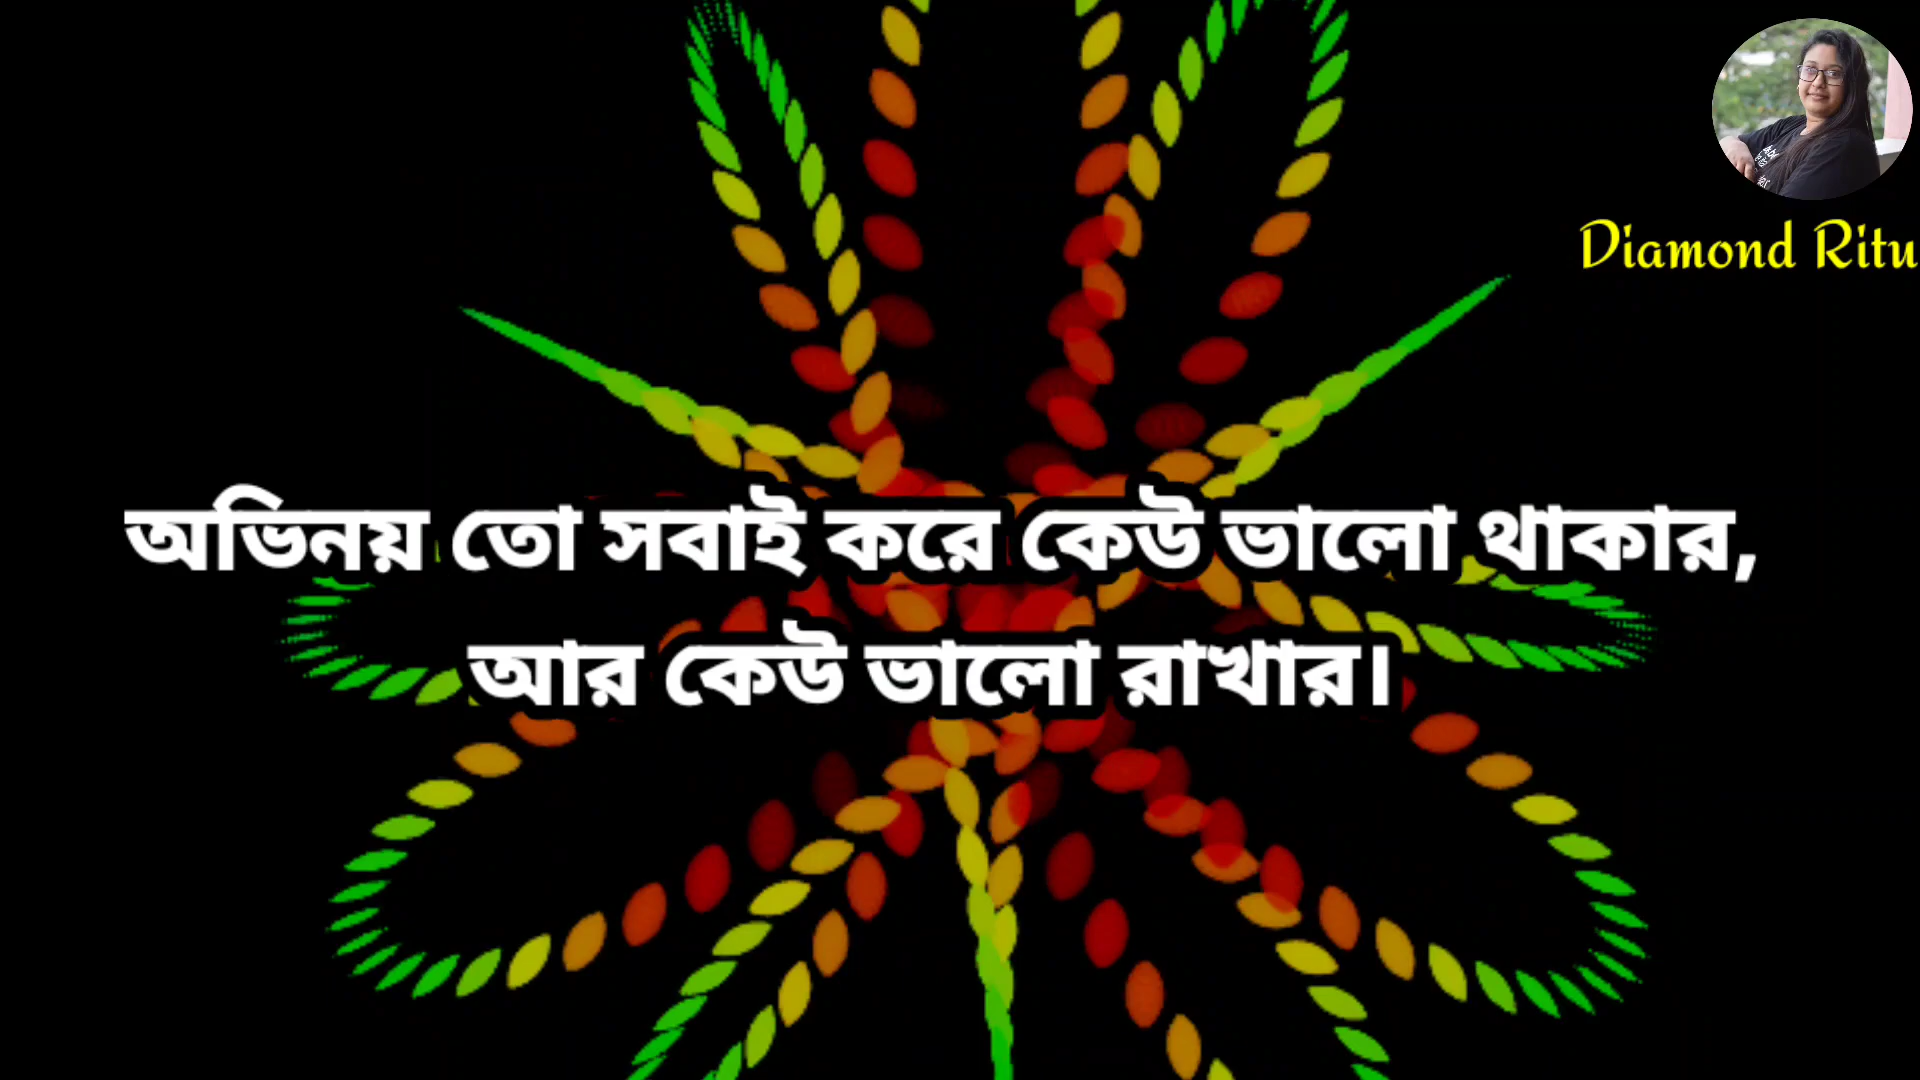 Diamond Ritu
অভিনয় তো সবাই করে কেউ ভালো থাকার,
আর কেউ ভালো রাখার।